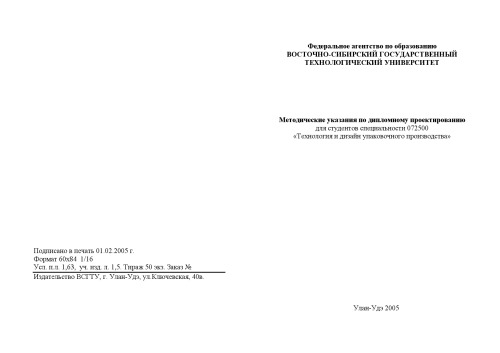 Федеральное агентство по образованию
ВОСТОЧНО-СИБИРСКИЙ ГОСУДАРСТВЕННЫЙ
ТЕХНОЛОГИЧЕСКИЙ УНИВЕРСИТЕТ
Методические указания по дипломному проектированию
для студентов специальности 072500
«Технология и дизайн упаковочного производства»
Подписано в печать 01.02.2005 г.
Формат 60х84 1/16
Усл. п.л. 1,63, уч. изд. л. 1,5. Тираж 50 экз. Заказ №
Издательство ВСГТУ, г. Улан-Удэ, ул.Ключевская, 40в.
Улан-Удэ 2005